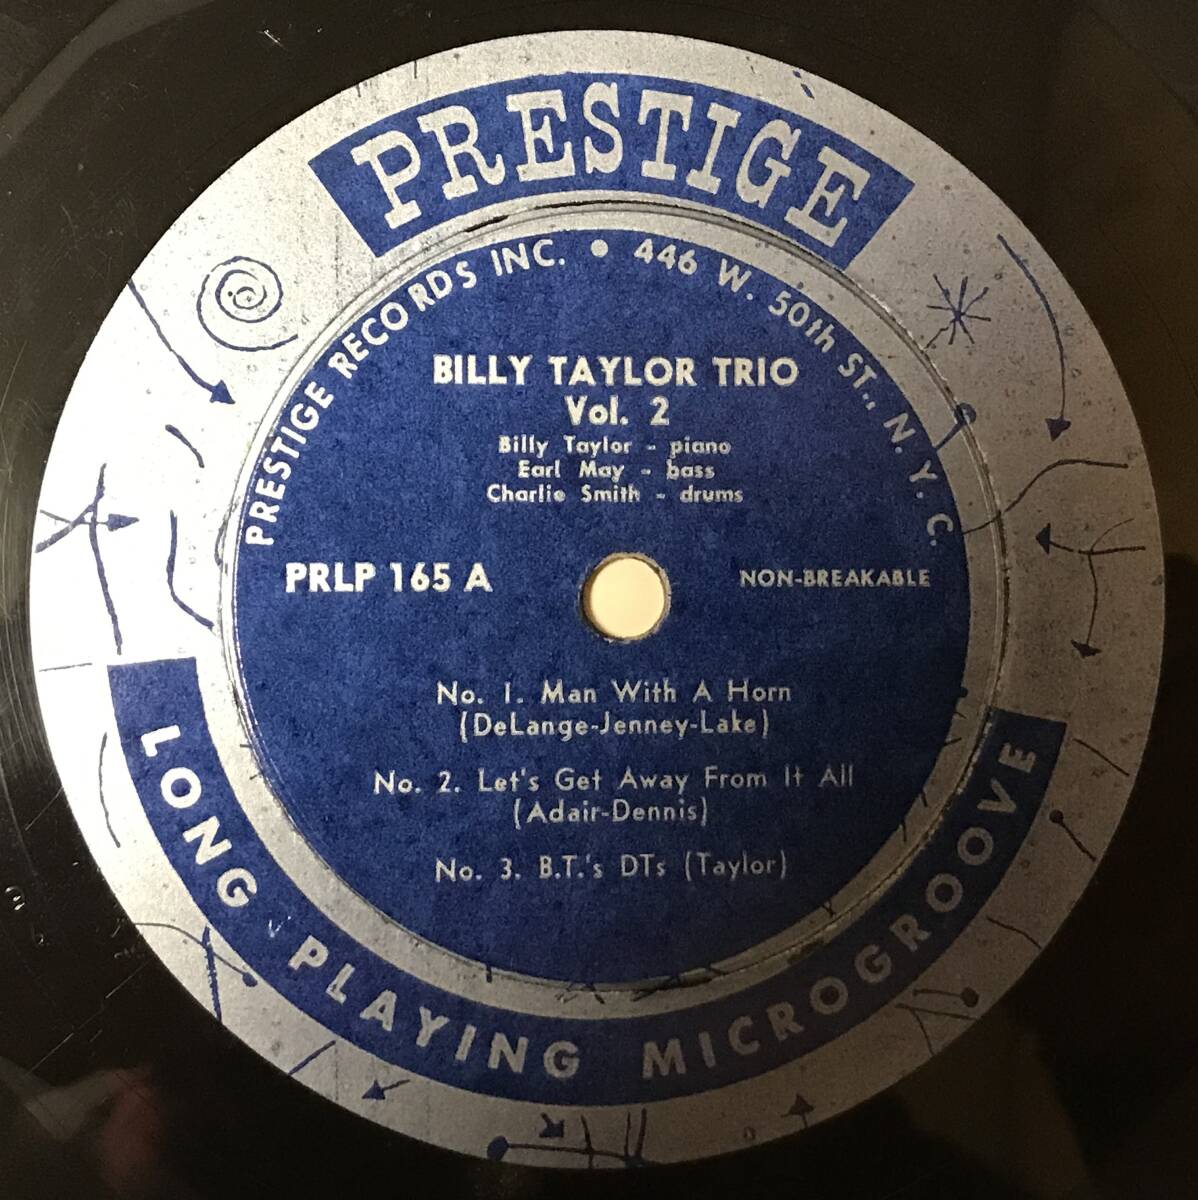 PRESTIGE
PRESTIGE RECORDS INC. • 446 W. 50th ST., N. Y. C.
BILLY TAYLOR TRIO
Vol. 2
Billy Taylor - piano
Earl May - bass
Charlie Smith - drums
PRLP 165 A
NON-BREAKABLE
No. 1. Man With A Horn
(DeLange-Jenney-Lake)
No. 2. Let's Get Away From It All
(Adair-Dennis)
No. 3. B.T.'s DTs (Taylor)
LONG PLAYING MICROGROOVE